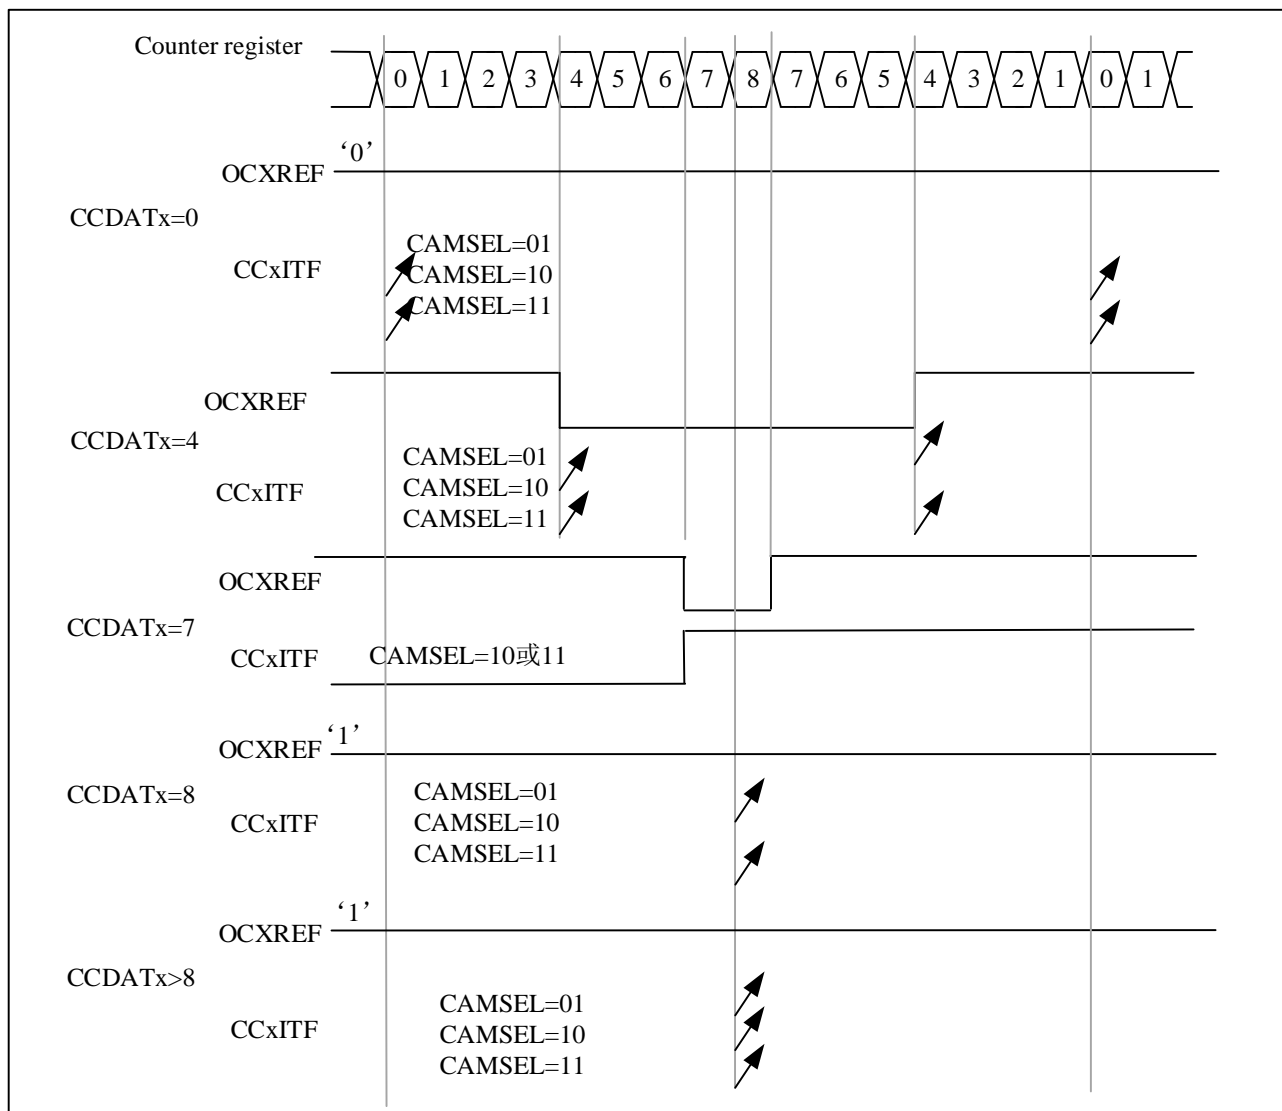 Counter register
0 1 2 3 4 5 6 7 8 7 6 5 4 3 2 1 0 1
‘0’
OCXREF
CCDATx=0
CAMSEL=01
CCxITF
CAMSEL=10
CAMSEL=11
OCXREF
CCDATx=4
CAMSEL=01
CCxITF
CAMSEL=10
CAMSEL=11
OCXREF
CCDATx=7
CCxITF
CAMSEL=10或11
‘1’
OCXREF
CCDATx=8
CAMSEL=01
CCxITF
CAMSEL=10
CAMSEL=11
‘1’
OCXREF
CCDATx>8
CAMSEL=01
CCxITF
CAMSEL=10
CAMSEL=11